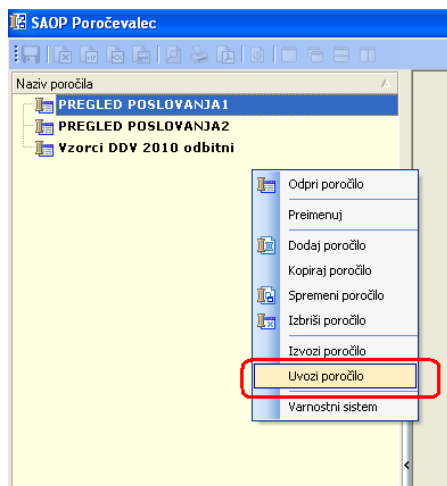 SAOP Poročevalec
Naziv poročila
PREGLED POSLOVANJA1
PREGLED POSLOVANJA2
Vzorci DDV 2010 odbitni
Odpri poročilo
Preimenuj
Dodaj poročilo
Kopiraj poročilo
Spremeni poročilo
Izbriši poročilo
Izvozi poročilo
Uvozi poročilo
Varnostni sistem